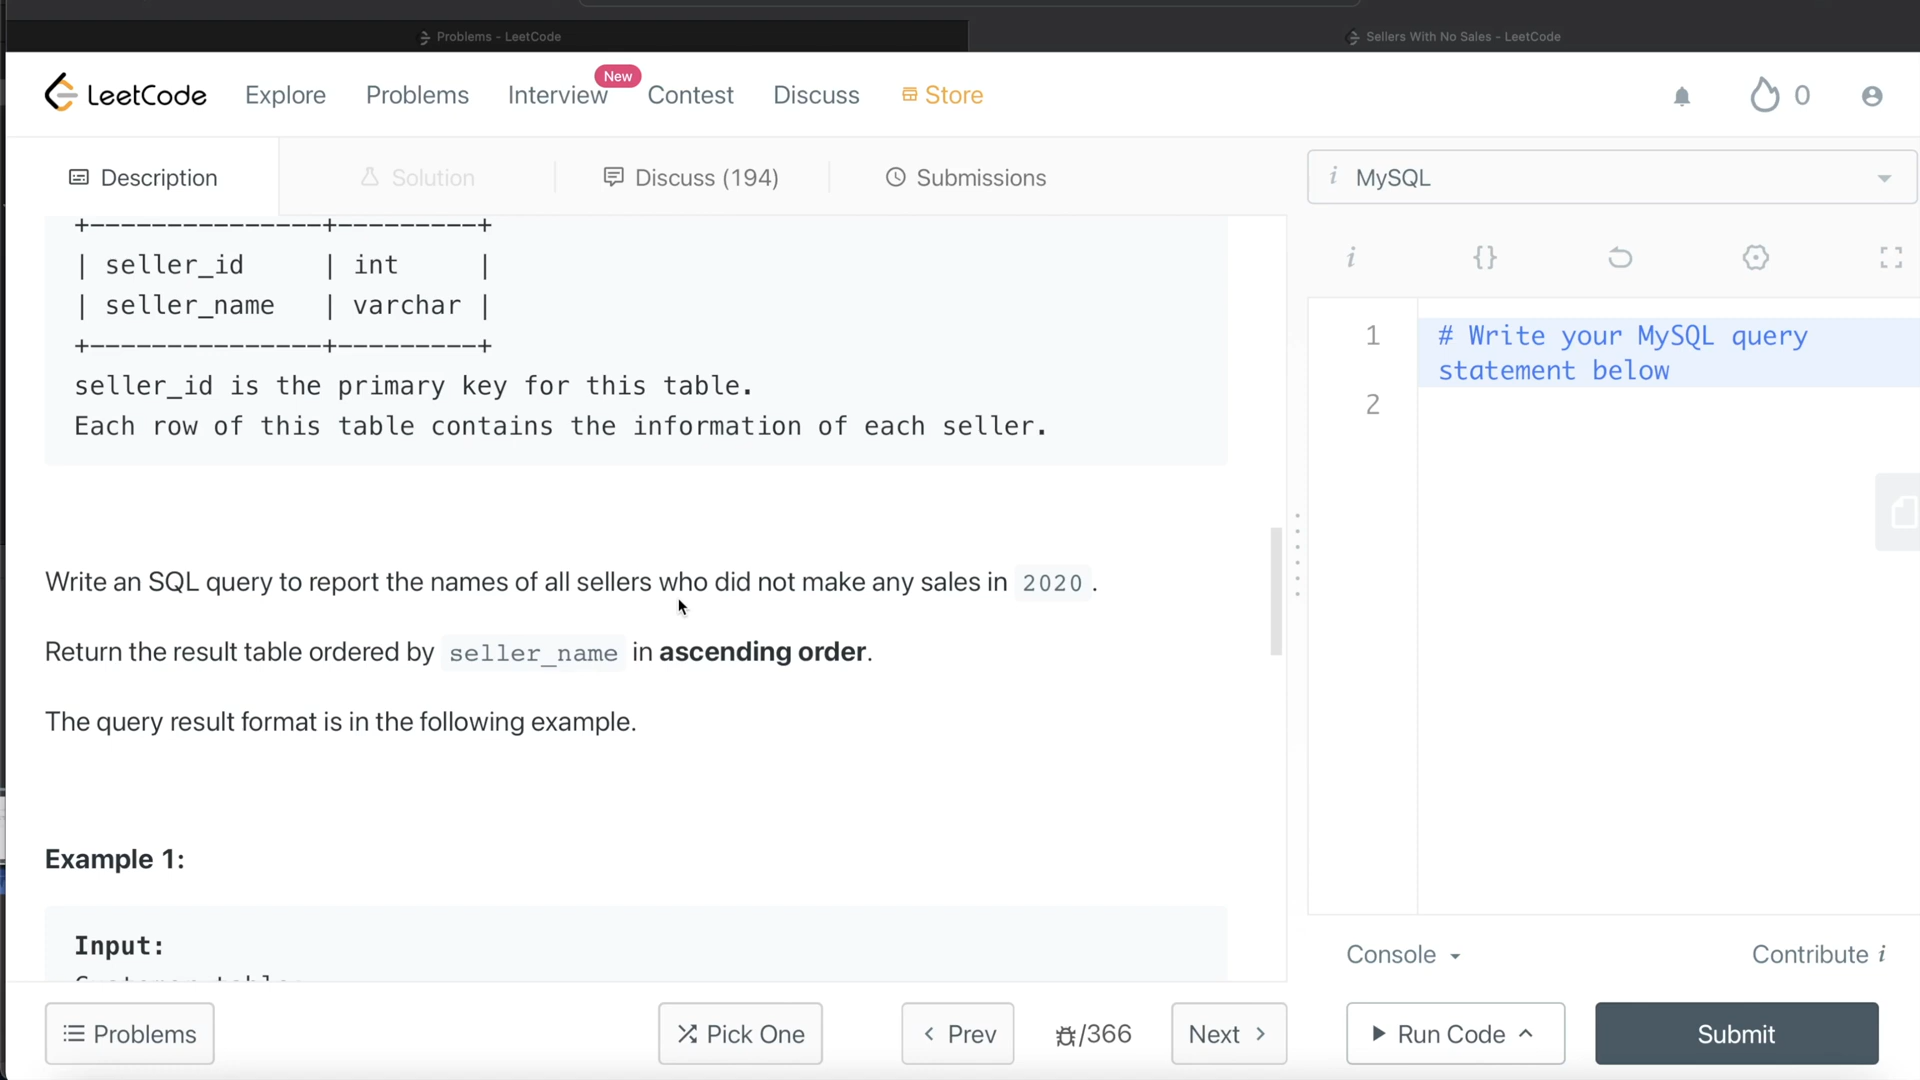 Problems - LeetCode
Sellers With No Sales - LeetCode
LeetCode
Explore
Problems
Interview
New
Contest
Discuss
Store
0
Description
Solution
Discuss (194)
Submissions
i MySQL
+---------------+---------+
| seller_id     | int     |
| seller_name   | varchar |
+---------------+---------+
seller_id is the primary key for this table.
Each row of this table contains the information of each seller.
Write an SQL query to report the names of all sellers who did not make any sales in 2020.
Return the result table ordered by seller_name in ascending order.
The query result format is in the following example.
Example 1:
Input:
i {}
1 # Write your MySQL query
statement below
2
Console
Contribute i
Problems
Pick One
Prev
/366
Next
Run Code
Submit